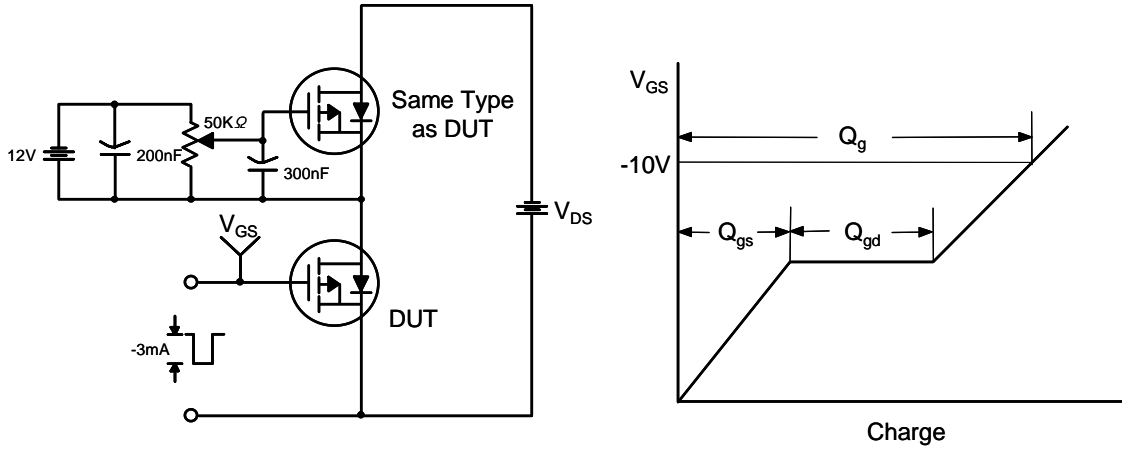 Same Type
as DUT
50KΩ
12V
200nF
300nF
V_DS
V_GS
DUT
-3mA
V_GS
Q_g
-10V
Q_gs
Q_gd
Charge